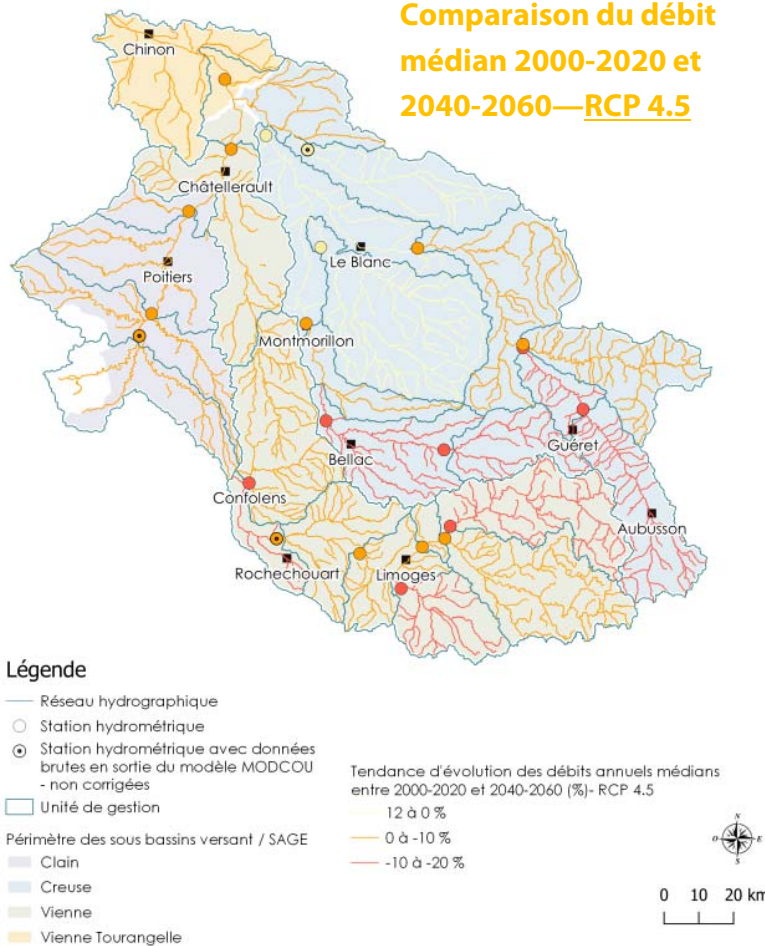 Comparaison du débit
médian 2000-2020 et
2040-2060—RCP 4.5
Chinon
Châtellerault
Poitiers
Le Blanc
Montmorillon
Bellac
Guéret
Confolens
Aubusson
Rochechouart
Limoges
Légende
Réseau hydrographique
Station hydrométrique
Station hydrométrique avec données
brutes en sortie du modèle MODCOU
- non corrigées
Unité de gestion
Périmètre des sous bassins versant / SAGE
Clain
Creuse
Vienne
Vienne Tourangelle
Tendance d'évolution des débits annuels médians
entre 2000-2020 et 2040-2060 (%)- RCP 4.5
12 à 0 %
0 à -10 %
-10 à -20 %
N
O
E
S
0 10 20 km